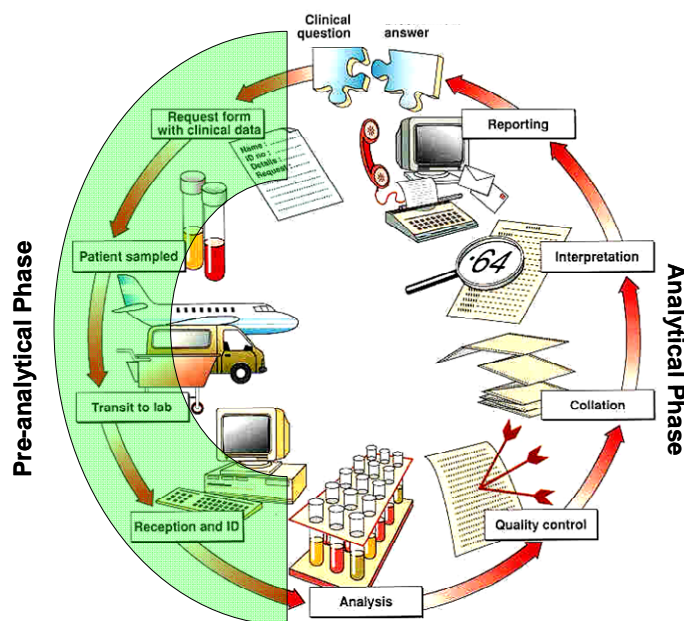 Clinical
question
answer
Request form
with clinical data
Name :
ID no :
Details :
Request :
Reporting
Patient sampled
.64
Interpretation
Pre-analytical Phase
Analytical Phase
Transit to lab
Collation
Reception and ID
Quality control
Analysis